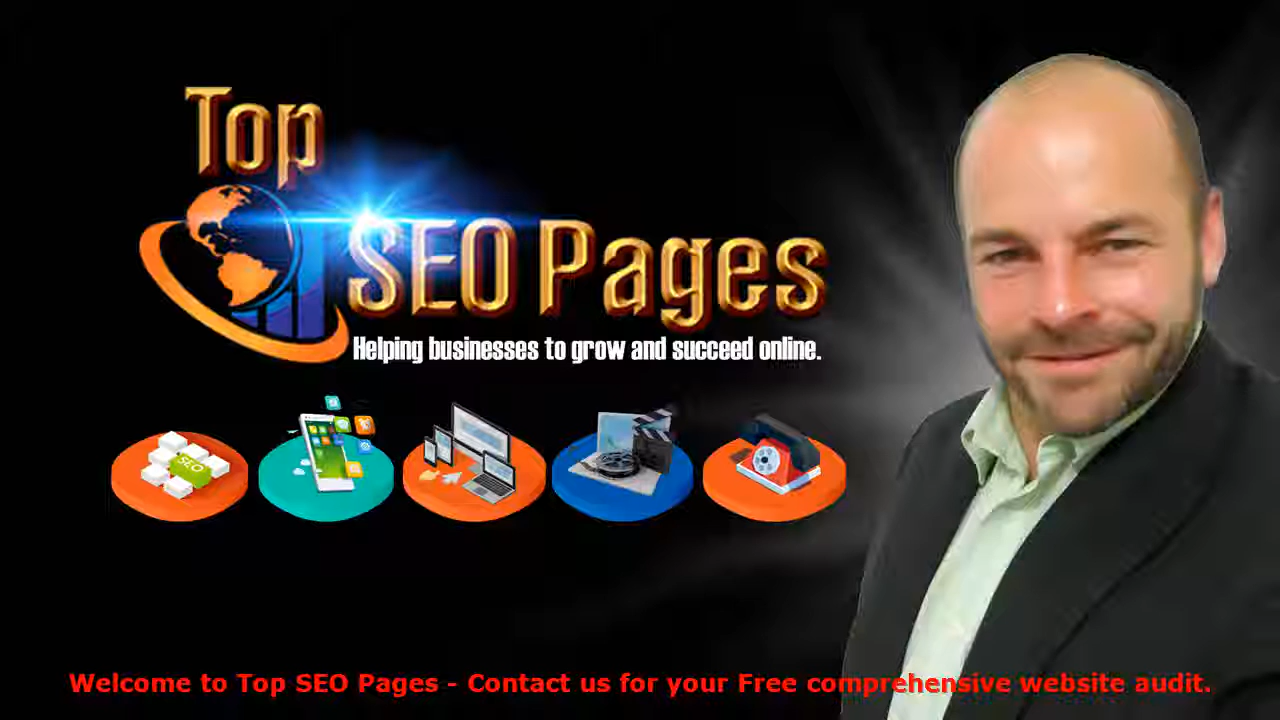 Top
SEO Pages
Helping businesses to grow and succeed online.
SEO
Welcome to Top SEO Pages - Contact us for your Free comprehensive website audit.